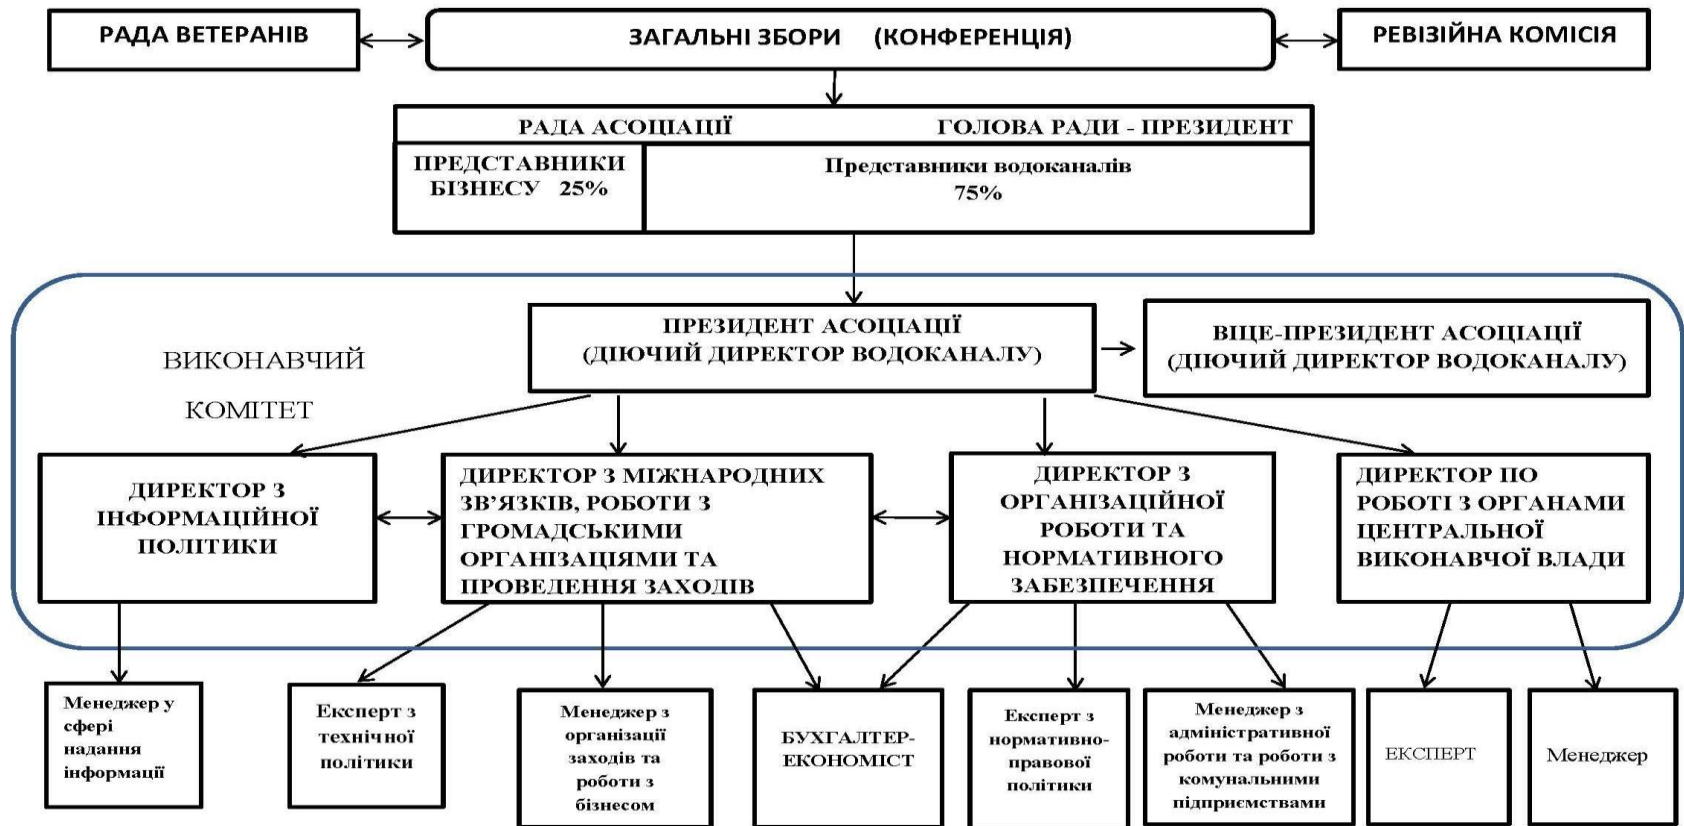 РАДА ВЕТЕРАНІВ
ЗАГАЛЬНІ ЗБОРИ (КОНФЕРЕНЦІЯ)
РЕВІЗІЙНА КОМІСІЯ
РАДА АСОЦІАЦІЇ ГОЛОВА РАДИ - ПРЕЗИДЕНТ
ПРЕДСТАВНИКИ
БІЗНЕСУ 25%
Представники водоканалів
75%
ПРЕЗИДЕНТ АСОЦІАЦІЇ
(ДІЮЧИЙ ДИРЕКТОР ВОДОКАНАЛУ)
ВІЦЕ-ПРЕЗИДЕНТ АСОЦІАЦІЇ
(ДІЮЧИЙ ДИРЕКТОР ВОДОКАНАЛУ)
ВИКОНАВЧИЙ
КОМІТЕТ
ДИРЕКТОР З
ІНФОРМАЦІЙНОЇ
ПОЛІТИКИ
ДИРЕКТОР З МІЖНАРОДНИХ
ЗВ’ЯЗКІВ, РОБОТИ З
ГРОМАДСЬКИМИ
ОРГАНІЗАЦІЯМИ ТА
ПРОВЕДЕННЯ ЗАХОДІВ
ДИРЕКТОР З
ОРГАНІЗАЦІЙНОЇ
РОБОТИ ТА
НОРМАТИВНОГО
ЗАБЕЗПЕЧЕННЯ
ДИРЕКТОР ПО
РОБОТІ З ОРГАНАМИ
ЦЕНТРАЛЬНОЇ
ВИКОНАВЧОЇ ВЛАДИ
Менеджер у
сфері
надання
інформації
Експерт з
технічної
політики
Менеджер з
організації
заходів та
роботи з
бізнесом
БУХГАЛТЕР-
ЕКОНОМІСТ
Експерт з
нормативно-
правової
політики
Менеджер з
адміністративної
роботи та роботи з
комунальними
підприємствами
ЕКСПЕРТ
Менеджер